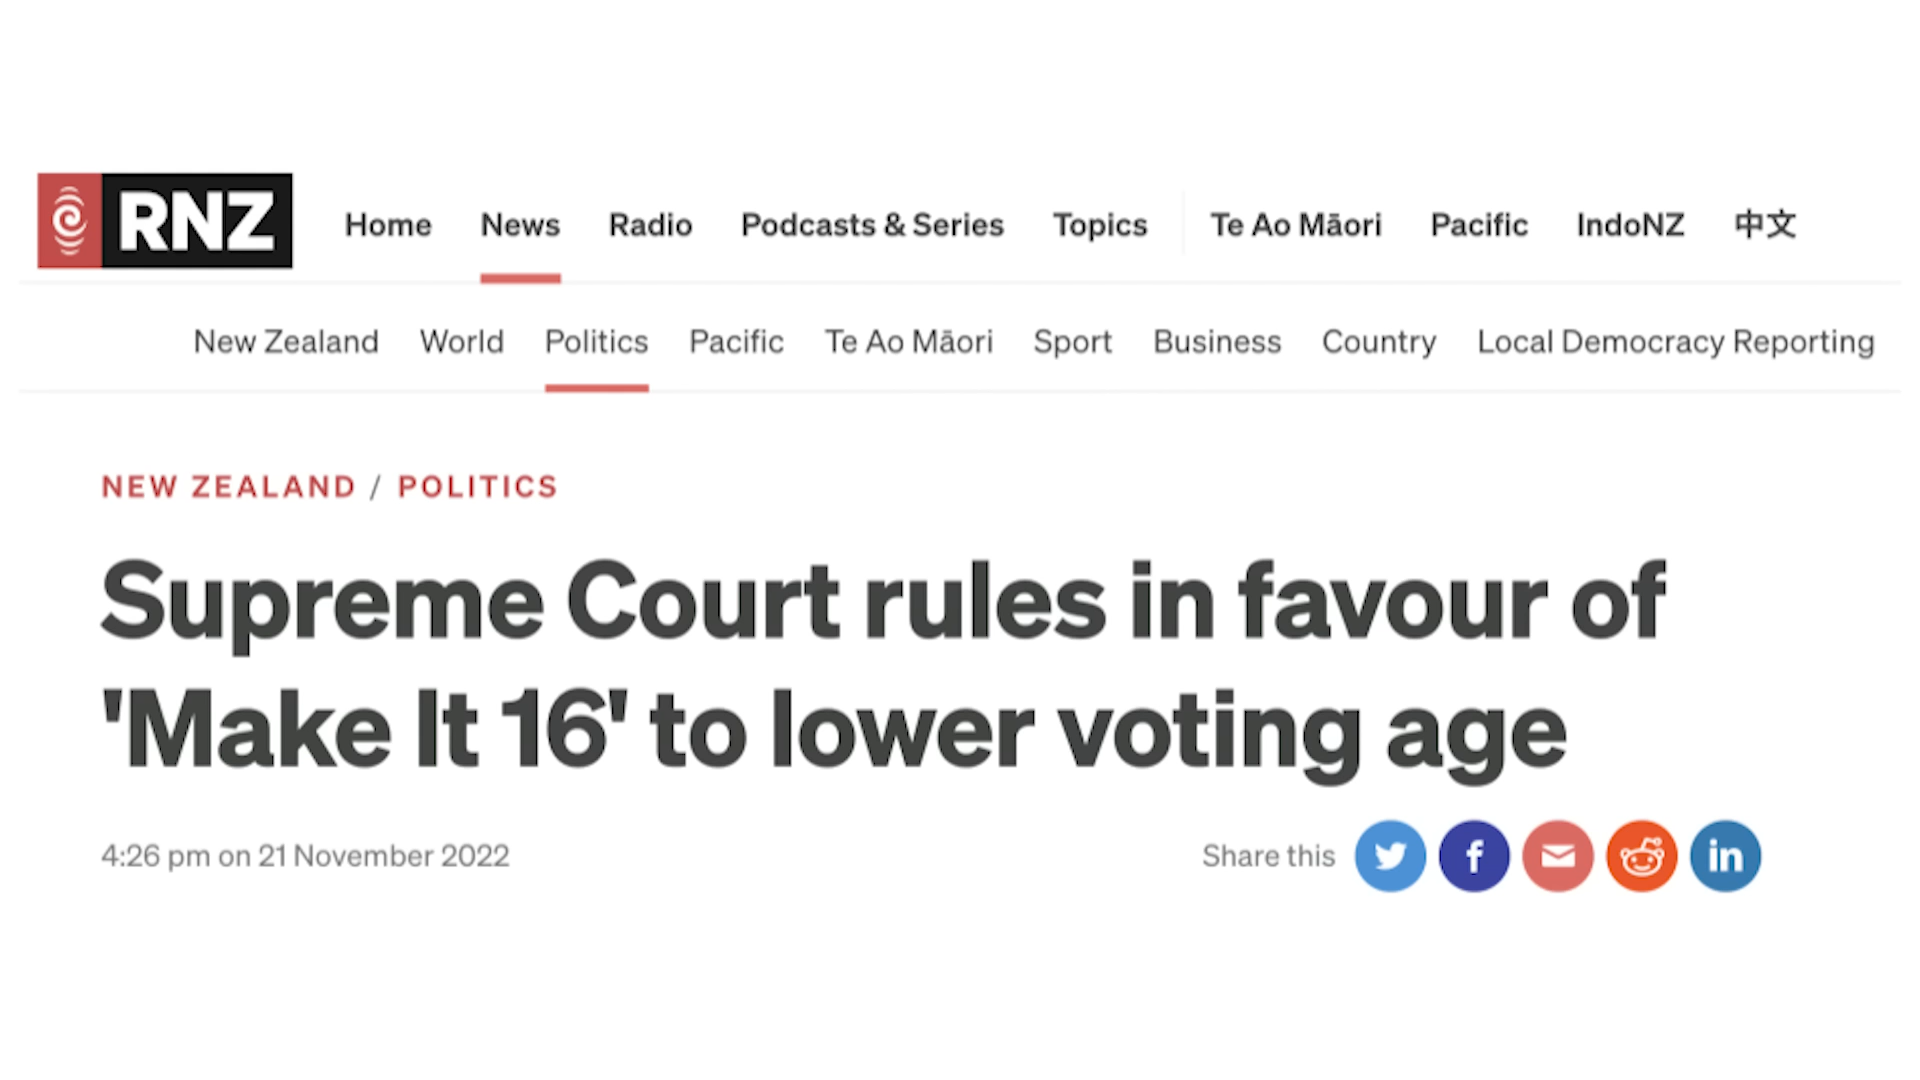 RNZ Home News Radio Podcasts & Series Topics Te Ao Māori Pacific IndoNZ 中文
New Zealand World Politics Pacific Te Ao Māori Sport Business Country Local Democracy Reporting
NEW ZEALAND / POLITICS
Supreme Court rules in favour of
'Make It 16' to lower voting age
4:26 pm on 21 November 2022 Share this